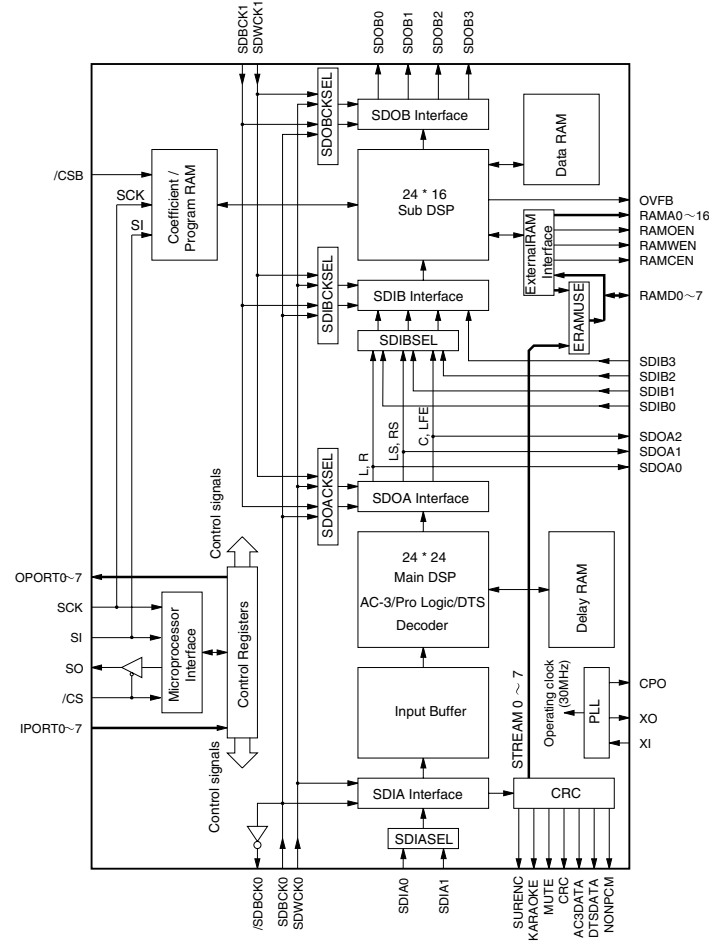 SDBCK1
SDWCK1
SDOB0
SDOB1
SDOB2
SDOB3
SDOBCKSEL
SDOB Interface
Data RAM
/CSB
SCK
SI
Coefficient /
Program RAM
24 * 16
Sub DSP
OVFB
RAMA0～16
RAMOEN
RAMWEN
RAMCEN
ExternalRAM
Interface
RAMD0～7
ERAMUSE
SDIBCKSEL
SDIB Interface
SDIBSEL
SDIB3
SDIB2
SDIB1
SDIB0
L, R
LS, RS
C, LFE
SDOA2
SDOA1
SDOA0
SDOACKSEL
SDOA Interface
Control signals
OPORT0～7
SCK
SI
SO
/CS
IPORT0～7
Microprocessor
Interface
Control Registers
24 * 24
Main DSP
AC-3/Pro Logic/DTS
Decoder
Delay RAM
Input Buffer
STREAM 0 ～ 7
Operating clock
(30MHz)
PLL
CPO
XO
XI
Control signals
SDIA Interface
CRC
SDIASEL
/SDBCK0
SDBCK0
SDWCK0
SDIA0
SDIA1
SURENC
KARAOKE
MUTE
CRC
AC3DATA
DTSDATA
NONPCM